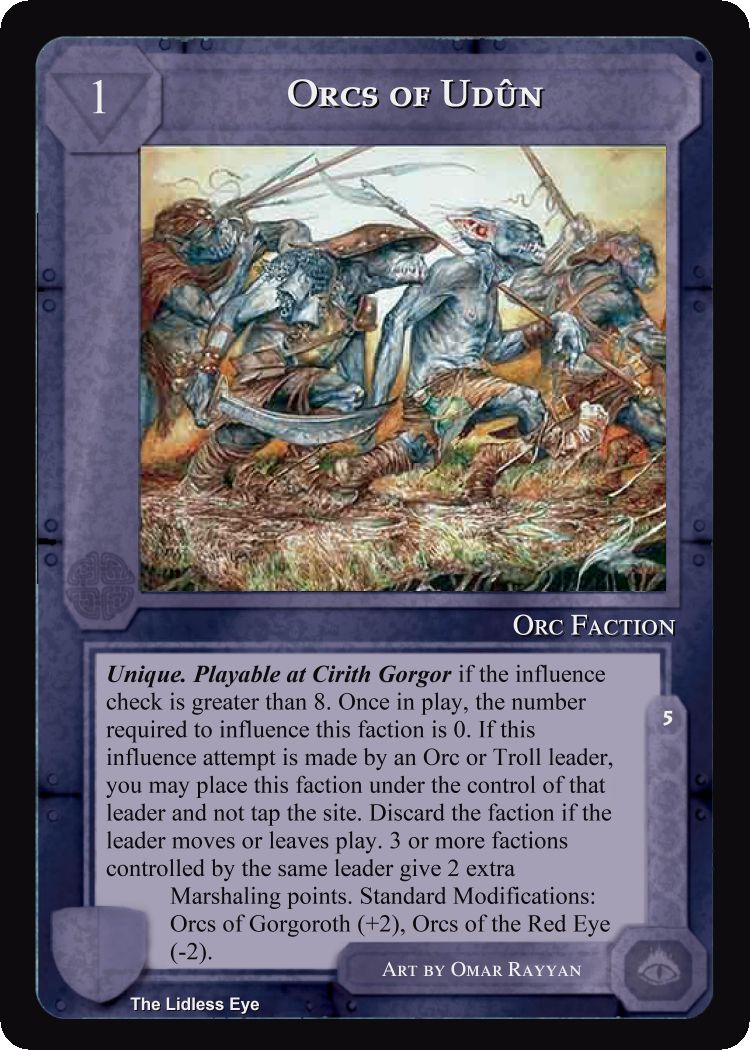 1
Orcs of Udûn
Orc Faction
Unique. Playable at Cirith Gorgor if the influence
check is greater than 8. Once in play, the number
required to influence this faction is 0. If this
influence attempt is made by an Orc or Troll leader,
you may place this faction under the control of that
leader and not tap the site. Discard the faction if the
leader moves or leaves play. 3 or more factions
controlled by the same leader give 2 extra
Marshaling points. Standard Modifications:
Orcs of Gorgoroth (+2), Orcs of the Red Eye
(-2).
5
Art by Omar Rayyan
The Lidless Eye